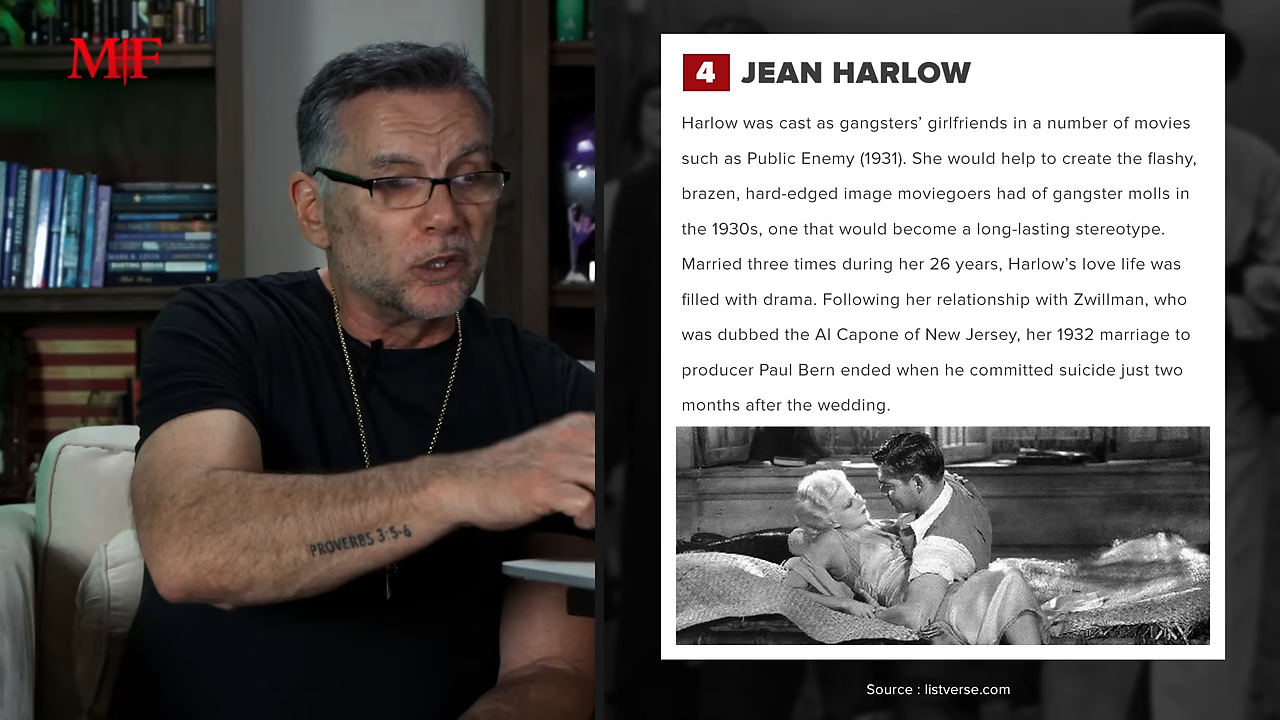 MF
MARK R. LEVIN
PROVERBS 3:5-6
4 JEAN HARLOW
Harlow was cast as gangsters’ girlfriends in a number of movies
such as Public Enemy (1931). She would help to create the flashy,
brazen, hard-edged image moviegoers had of gangster molls in
the 1930s, one that would become a long-lasting stereotype.
Married three times during her 26 years, Harlow’s love life was
filled with drama. Following her relationship with Zwillman, who
was dubbed the Al Capone of New Jersey, her 1932 marriage to
producer Paul Bern ended when he committed suicide just two
months after the wedding.
Source : listverse.com